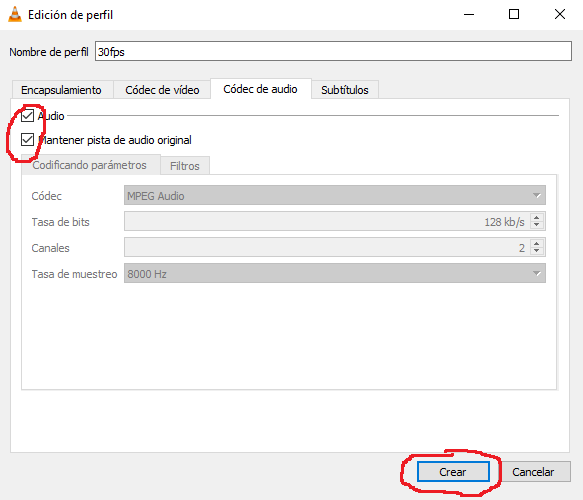 Edición de perfil
Nombre de perfil 30fps
Encapsulamiento Códec de vídeo Códec de audio Subtítulos
Audio
Mantener pista de audio original
Codificando parámetros Filtros
Códec MPEG Audio
Tasa de bits 128 kb/s
Canales 2
Tasa de muestreo 8000 Hz
Crear Cancelar